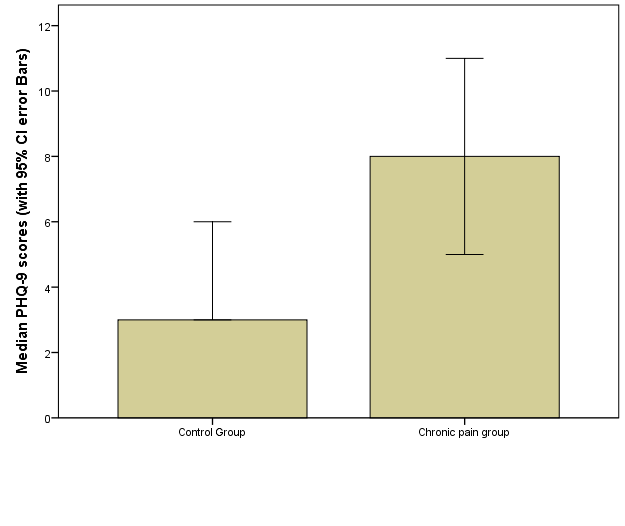 Median PHQ-9 scores (with 95% CI error Bars)
12
10
8
6
4
2
0
Control Group
Chronic pain group